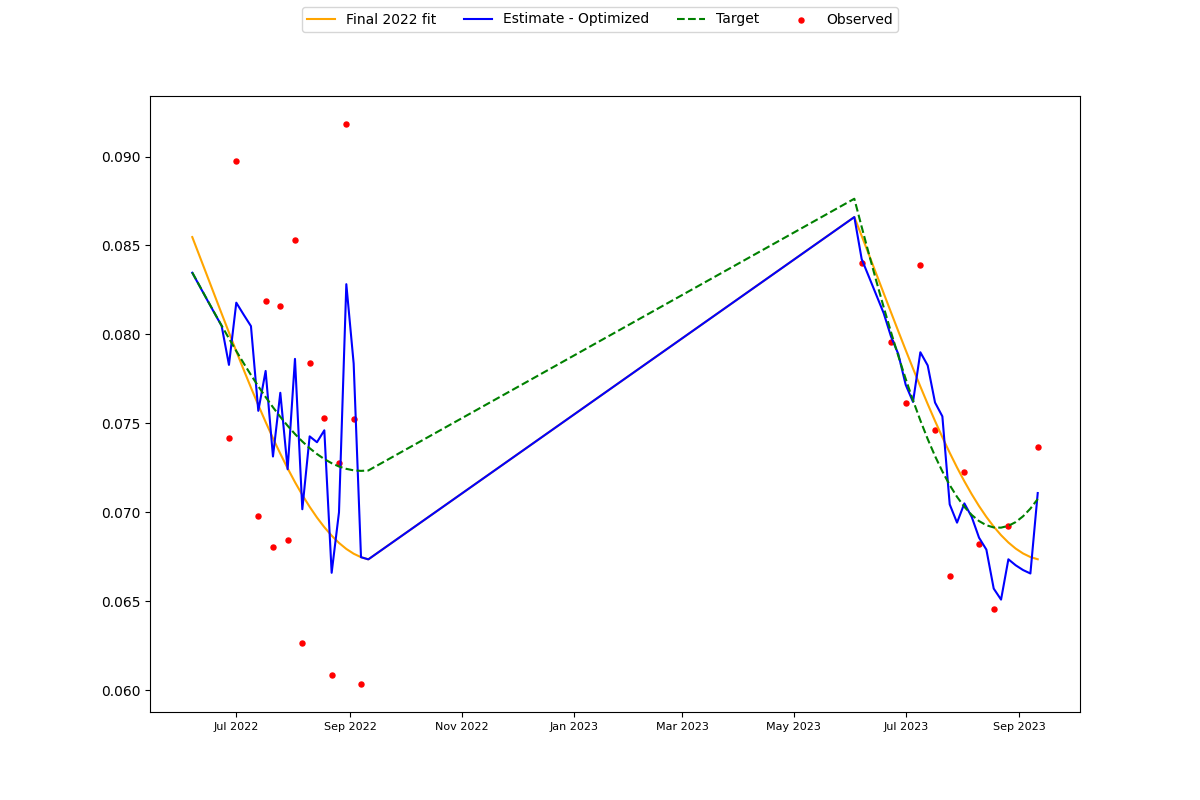 Final 2022 fit
Estimate - Optimized
Target
Observed
0.090
0.085
0.080
0.075
0.070
0.065
0.060
Jul 2022
Sep 2022
Nov 2022
Jan 2023
Mar 2023
May 2023
Jul 2023
Sep 2023